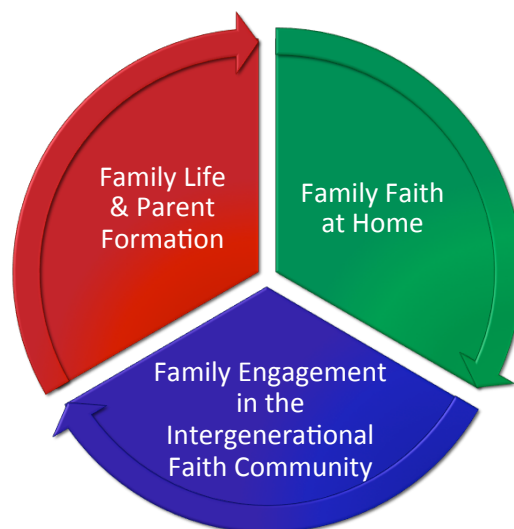 Family Life
& Parent
Formation
Family Faith
at Home
Family Engagement
in the
Intergenerational
Faith Community